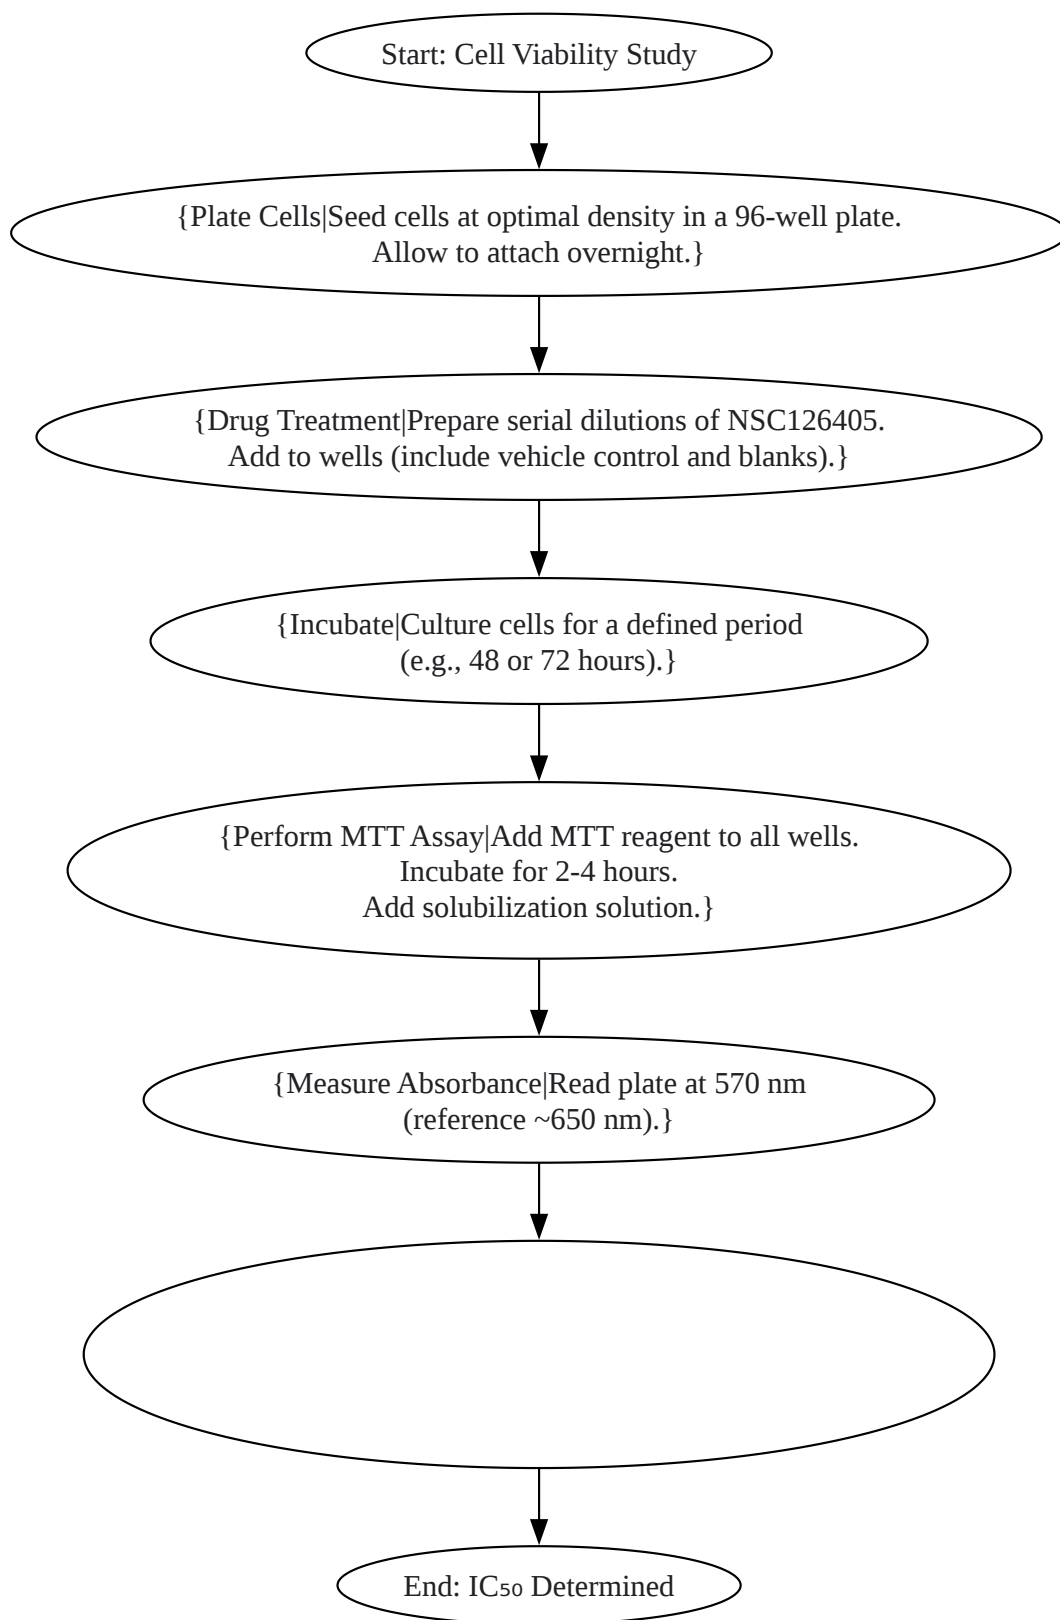 Start: Cell Viability Study
{Plate Cells|Seed cells at optimal density in a 96-well plate.
Allow to attach overnight.}
{Drug Treatment|Prepare serial dilutions of NSC126405.
Add to wells (include vehicle control and blanks).}
{Incubate|Culture cells for a defined period
(e.g., 48 or 72 hours).}
{Perform MTT Assay|Add MTT reagent to all wells.
Incubate for 2-4 hours.
Add solubilization solution.}
{Measure Absorbance|Read plate at 570 nm
(reference ~650 nm).}
End: IC₅₀ Determined